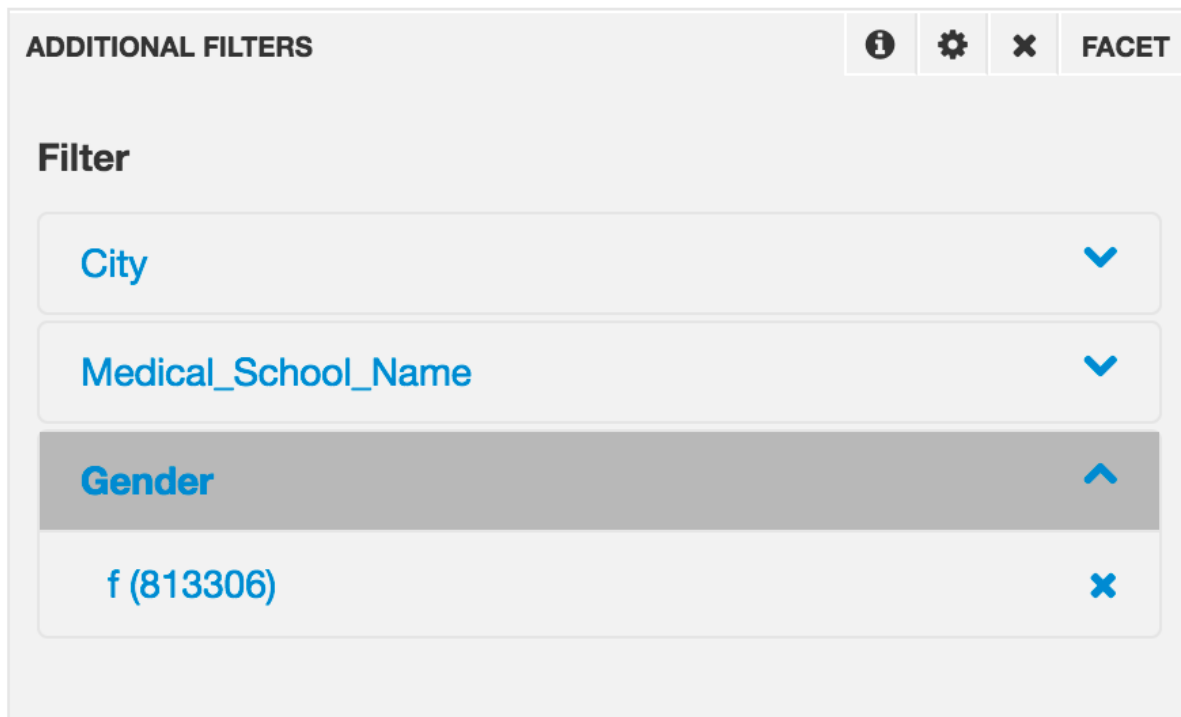 ADDITIONAL FILTERS FACET
Filter
City
Medical_School_Name
Gender
f (813306)